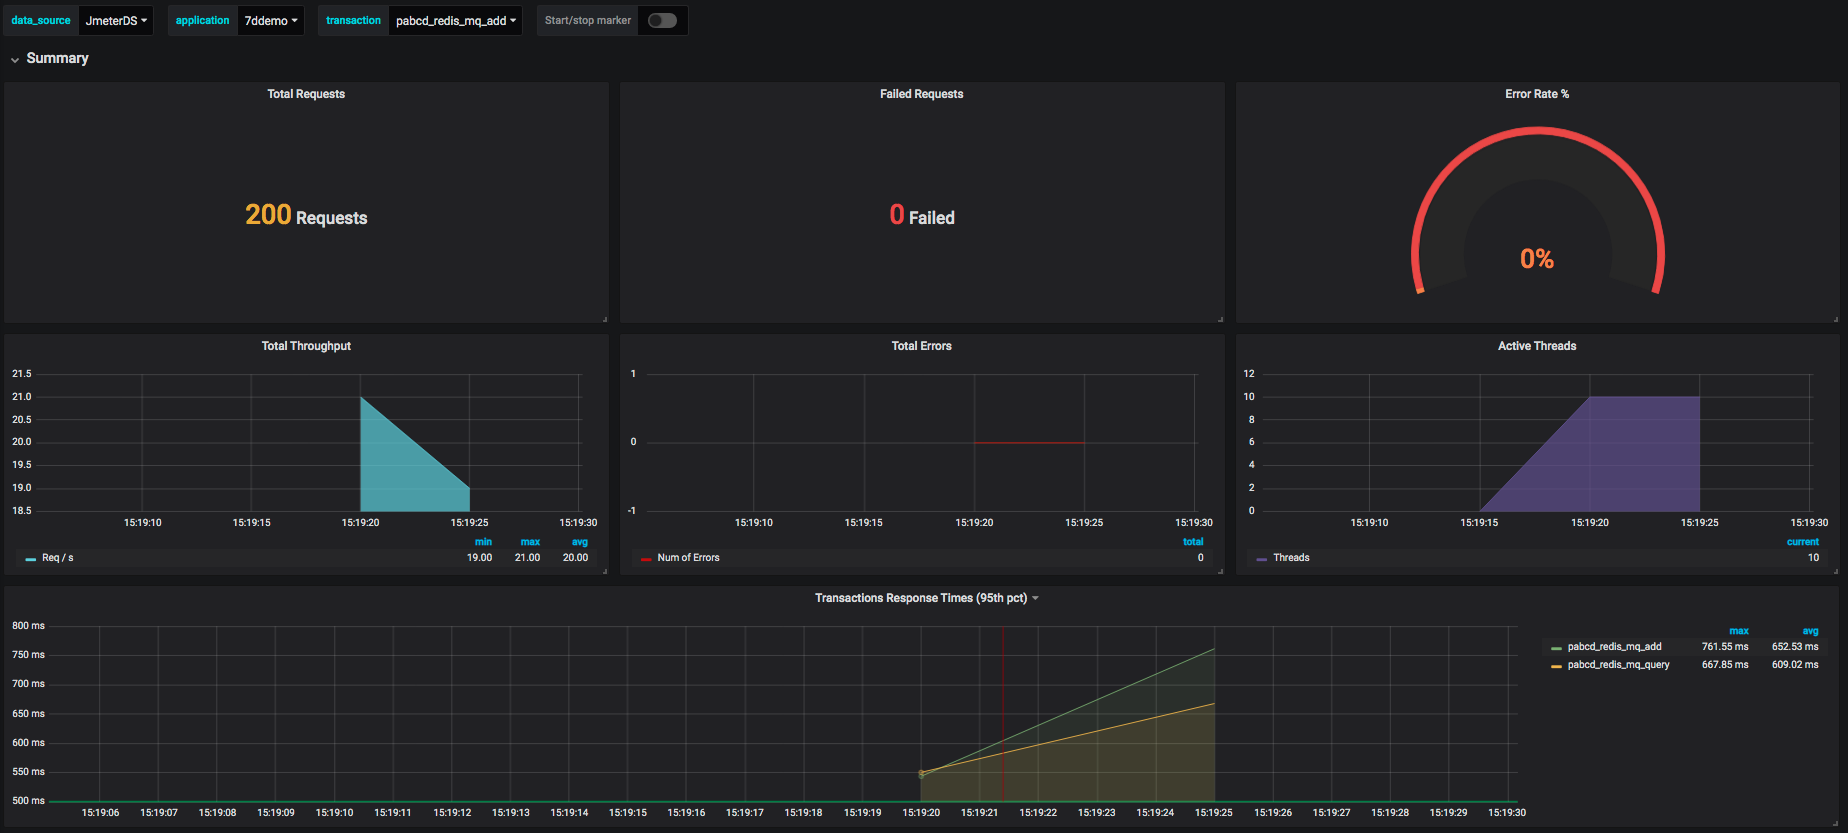 data_source JmeterDS application 7ddemo transaction pabcd_redis_mq_add Start/stop marker
Summary
Total Requests
200 Requests
Failed Requests
0 Failed
Error Rate %
0%
Total Throughput
21.5
21.0
20.5
20.0
19.5
19.0
18.5
15:19:10 15:19:15 15:19:20 15:19:25 15:19:30
min max avg
Req / s 19.00 21.00 20.00
Total Errors
1
0
-1
15:19:10 15:19:15 15:19:20 15:19:25 15:19:30
total
Num of Errors 0
Active Threads
12
10
8
6
4
2
0
15:19:10 15:19:15 15:19:20 15:19:25 15:19:30
current
Threads 10
Transactions Response Times (95th pct)
800 ms
750 ms
700 ms
650 ms
600 ms
550 ms
500 ms
15:19:06 15:19:07 15:19:08 15:19:09 15:19:10 15:19:11 15:19:12 15:19:13 15:19:14 15:19:15 15:19:16 15:19:17 15:19:18 15:19:19 15:19:20 15:19:21 15:19:22 15:19:23 15:19:24 15:19:25 15:19:26 15:19:27 15:19:28 15:19:29 15:19:30
max avg
pabcd_redis_mq_add 761.55 ms 652.53 ms
pabcd_redis_mq_query 667.85 ms 609.02 ms